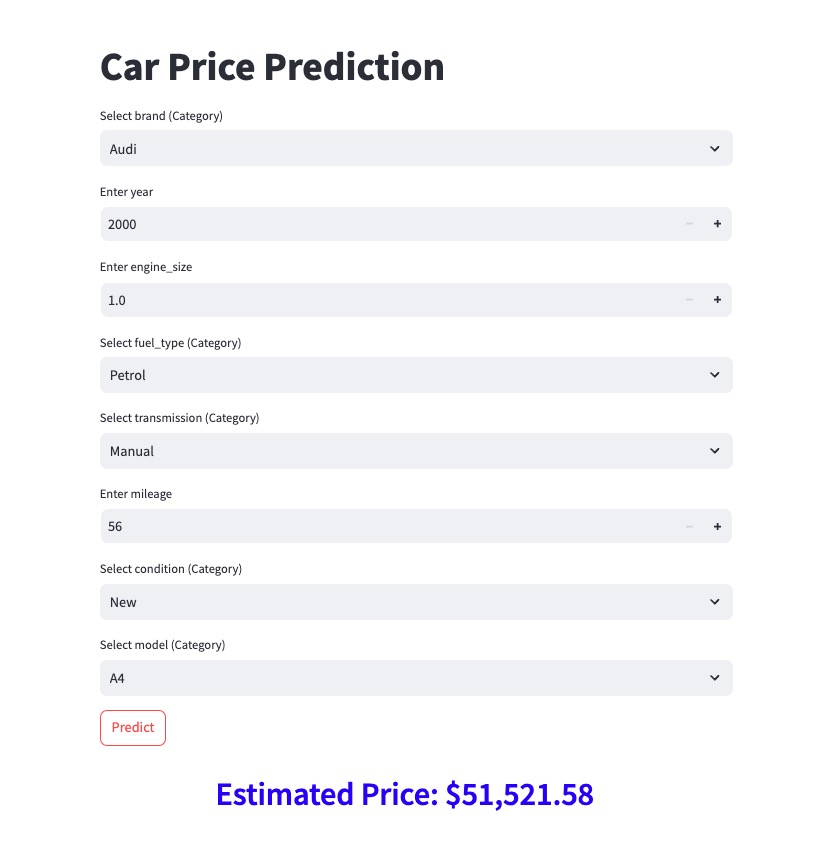 Car Price Prediction
Select brand (Category)
Audi
Enter year
2000
Enter engine_size
1.0
Select fuel_type (Category)
Petrol
Select transmission (Category)
Manual
Enter mileage
56
Select condition (Category)
New
Select model (Category)
A4
Predict
Estimated Price: $51,521.58